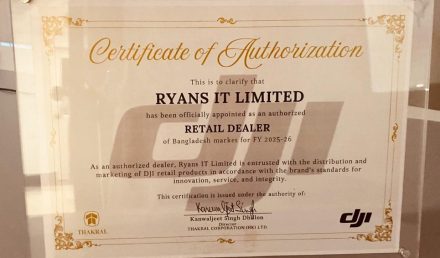 Certificate of Authorization
This is to clarify that
RYANS IT LIMITED
has been officially appointed as an authorized
RETAIL DEALER
of Bangladesh market for FY 2025-26
As an authorized dealer, Ryans IT Limited is entrusted with the distribution and
marketing of DJI retail products in accordance with the brand's standards for
innovation, service, and integrity.
This certification is issued under the authority of:
Kanwaljeet Singh Dhillon
Director
THAKRAL CORPORATION (HK) LTD.
THAKRAL
dji
dji